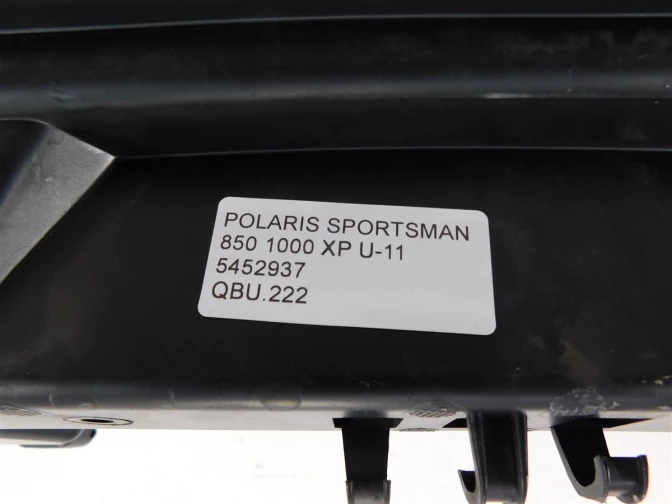 POLARIS SPORTSMAN
850 1000 XP U-11
5452937
QBU.222